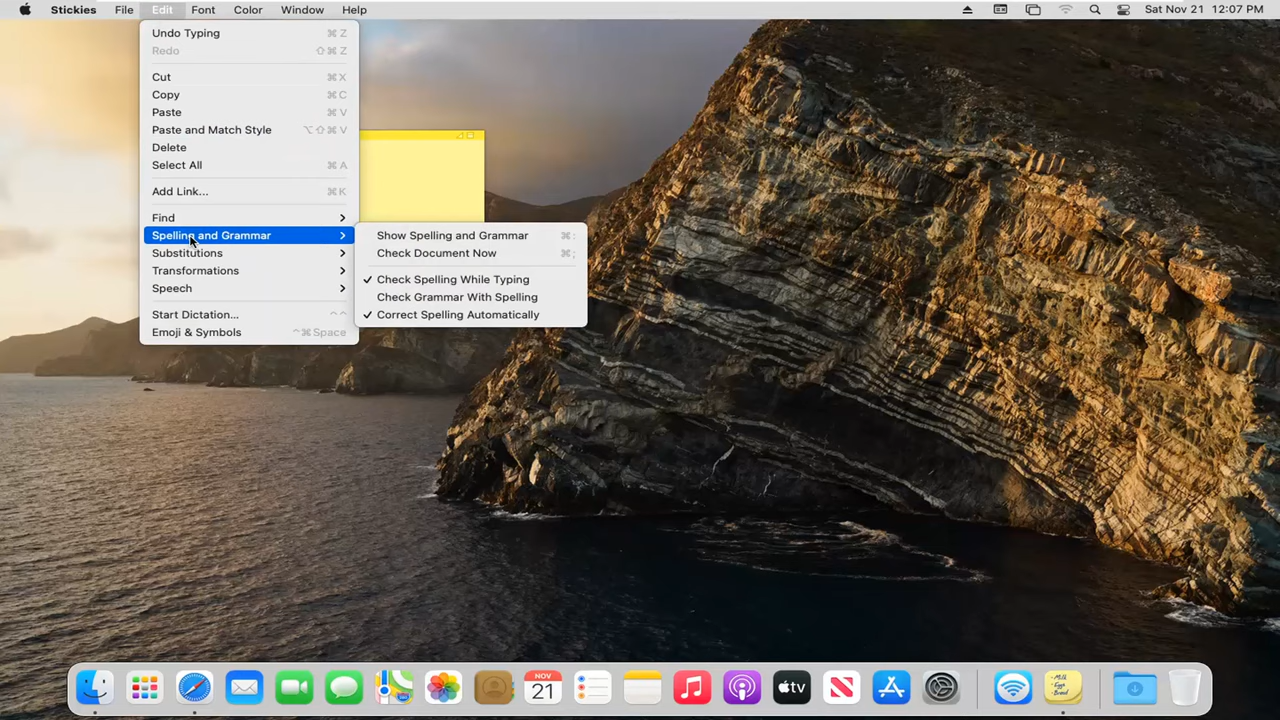 Stickies File Edit Font Color Window Help Sat Nov 21 12:07 PM
Undo Typing ⌘ Z
Redo ⇧ ⌘ Z
Cut ⌘ X
Copy ⌘ C
Paste ⌘ V
Paste and Match Style ⌥ ⇧ ⌘ V
Delete
Select All ⌘ A
Add Link... ⌘ K
Find
Spelling and Grammar
Substitutions
Transformations
Speech
Start Dictation... ^ ^
Emoji & Symbols ^ ⌘ Space
Show Spelling and Grammar ⌘ :
Check Document Now ⌘ ;
Check Spelling While Typing
Check Grammar With Spelling
Correct Spelling Automatically
NOV
21
tv